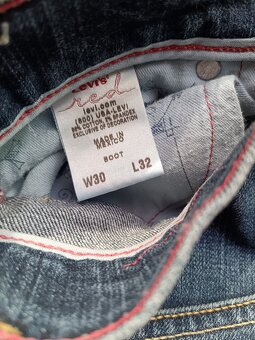 Levi's
red
levi.com
(800) USA-LEVI
98% COTTON, 2% SPANDEX
EXCLUSIVE OF DECORATION
MADE IN
MEXICO
BOOT
W30 L32